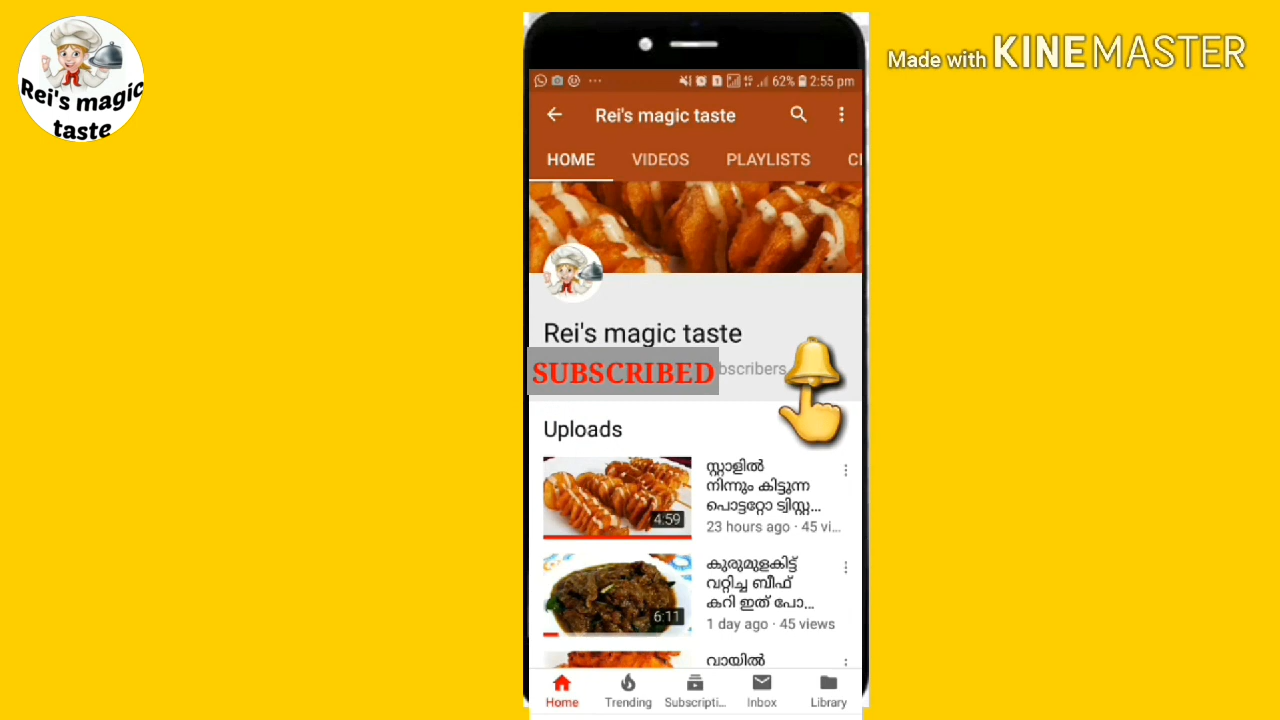 Rei's magic
taste
Made with KINEMASTER
62% 2:55 pm
Rei's magic taste
HOME VIDEOS PLAYLISTS
Rei's magic taste
SUBSCRIBED
Uploads
സ്റ്റാളിൽ
നിന്നും കിട്ടുന്ന
പൊട്ടറ്റോ ട്വിസ്റ്റ...
23 hours ago · 45 vi...
4:59
കുരുമുളകിട്ട്
വറ്റിച്ച ബീഫ്
കറി ഇത് പോ...
1 day ago · 45 views
6:11
വായിൽ
Home Trending Subscripti... Inbox Library